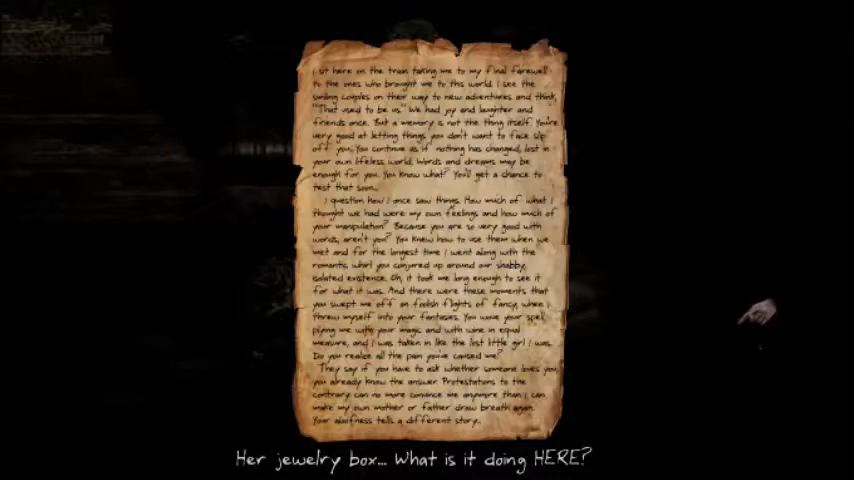 I sit here on the train taking me to my final farewell
to the ones who brought me to this world. I see the
smiling couples on their way to new adventures and think,
"That used to be us." We had joy and laughter and
friends once. But a memory is not the thing itself. You're
very good at letting things you don't want to face slip
off you. You continue as if nothing has changed, lost in
your own lifeless world. Words and dreams may be
enough for you. You know what? You'll get a chance to
test that soon...
I question how I once saw things. How much of what I
thought we had were my own feelings and how much of
your manipulation? Because you are so very good with
words, aren't you? You knew how to use them when we
met and for the longest time I went along with the
romantic whirl you conjured up around our shabby,
isolated existence. Oh, it took me long enough to see it
for what it was. And there were these moments that
you swept me off on foolish flights of fancy, when I
threw myself into your fantasies. You wove your spell,
plying me with your magic and with wine in equal
measure, and I was taken in like the lost little girl I was.
Do you realize all the pain you've caused me?
They say if you have to ask whether someone loves you,
you already know the answer. Protestations to the
contrary can no more convince me anymore than I can
make my own mother or father draw breath again.
Your aloofness tells a different story...
Her jewelry box... What is it doing HERE?